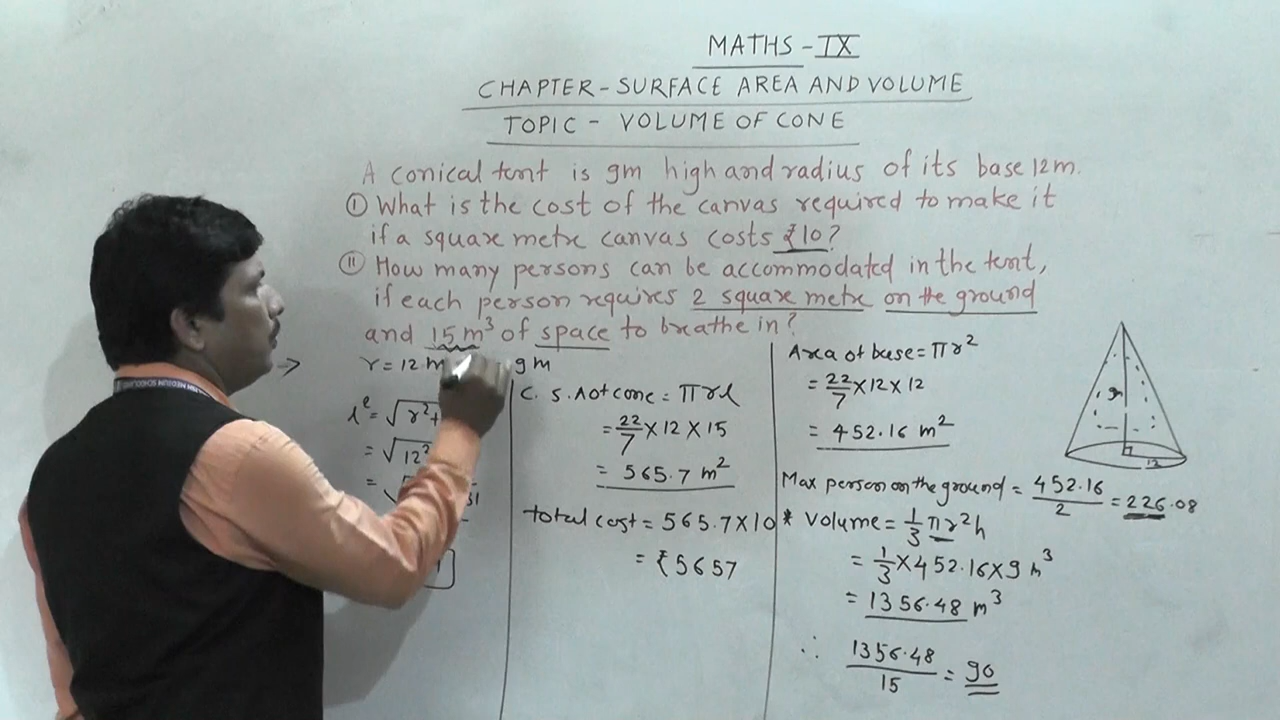 MATHS - IX
CHAPTER - SURFACE AREA AND VOLUME
TOPIC - VOLUME OF CONE
A conical tent is 9m high and radius of its base 12m.
① What is the cost of the canvas required to make it
if a square metre canvas costs ₹10?
② How many persons can be accommodated in the tent,
if each person requires 2 square metre on the ground
and 15 m³ of space to breathe in?
→ r = 12 m 9 m
l = √r²+
= √12²
=
C. S. A of cone = πrl
= 22/7 × 12 × 15
= 565.7 m²
total cost = 565.7 × 10
= ₹5657
Area of base = πr²
= 22/7 × 12 × 12
= 452.16 m²
Max person on the ground = 452.16/2 = 226.08
* Volume = 1/3 πr²h
= 1/3 × 452.16 × 9 m³
= 1356.48 m³
∴ 1356.48/15 = 90
9
12